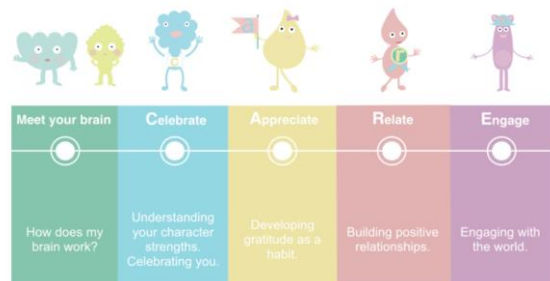 a
c
r
Meet your brain
Celebrate
Appreciate
Relate
Engage
How does my
brain work?
Understanding
your character
strengths.
Celebrating you.
Developing
gratitude as a
habit.
Building positive
relationships.
Engaging with
the world.